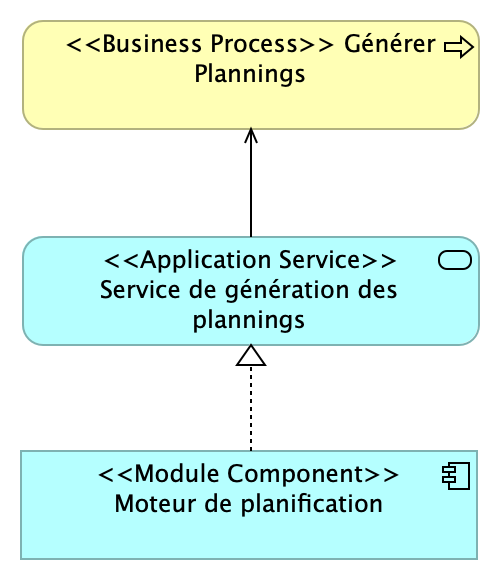 <<Business Process>> Générer
Plannings
<<Application Service>>
Service de génération des
plannings
<<Module Component>>
Moteur de planification